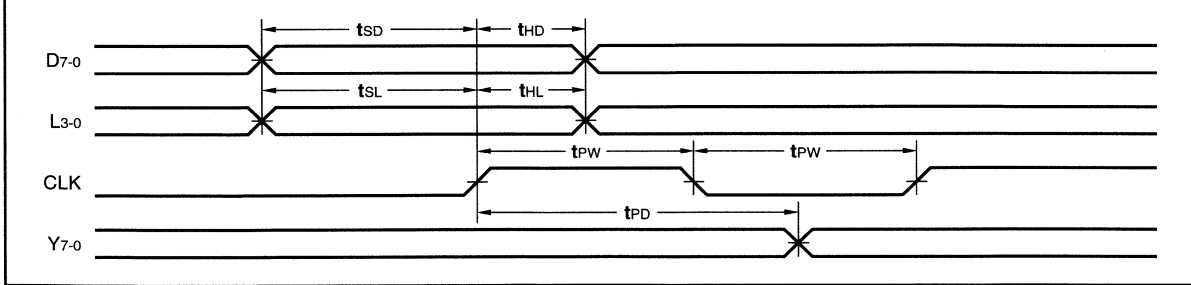 tSD tHD
D7-0
tSL tHL
L3-0
tPW tPW
CLK
tPD
Y7-0